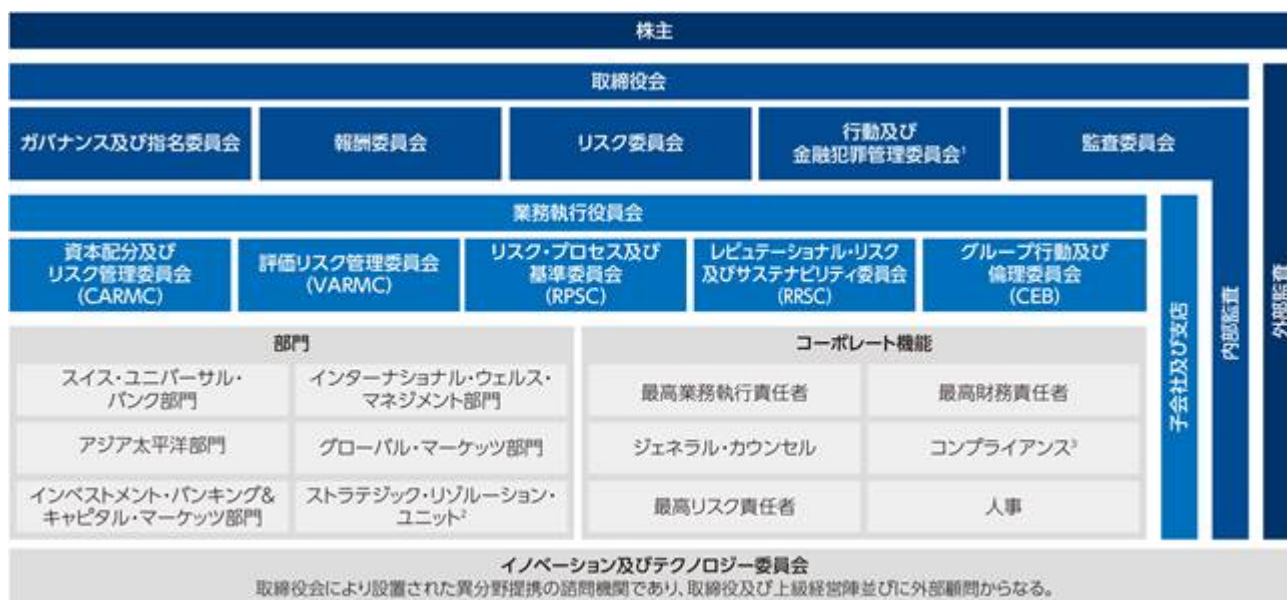 株主
取締役会
ガバナンス及び指名委員会
報酬委員会
リスク委員会
行動及び
金融犯罪管理委員会¹
監査委員会
業務執行役員会
資本配分及び
リスク管理委員会
(CARMC)
評価リスク管理委員会
(VARMC)
リスク・プロセス及び
基準委員会
(RPSC)
レピュテーショナル・リスク
及びサステナビリティ委員会
(RRSC)
グループ行動及び
倫理委員会
(CEB)
部門
スイス・ユニバーサル・
バンク部門
インターナショナル・ウェルス・
マネジメント部門
アジア太平洋部門
グローバル・マーケッツ部門
インベストメント・バンキング&
キャピタル・マーケッツ部門
ストラテジック・リゾルーション・
ユニット²
コーポレート機能
最高業務執行責任者
最高財務責任者
ジェネラル・カウンセル
コンプライアンス³
最高リスク責任者
人事
子会社及び支店
内部監査
外部監査
イノベーション及びテクノロジー委員会
取締役会により設置された異分野提携の諮問機関であり、取締役及び上級経営陣並びに外部顧問からなる。